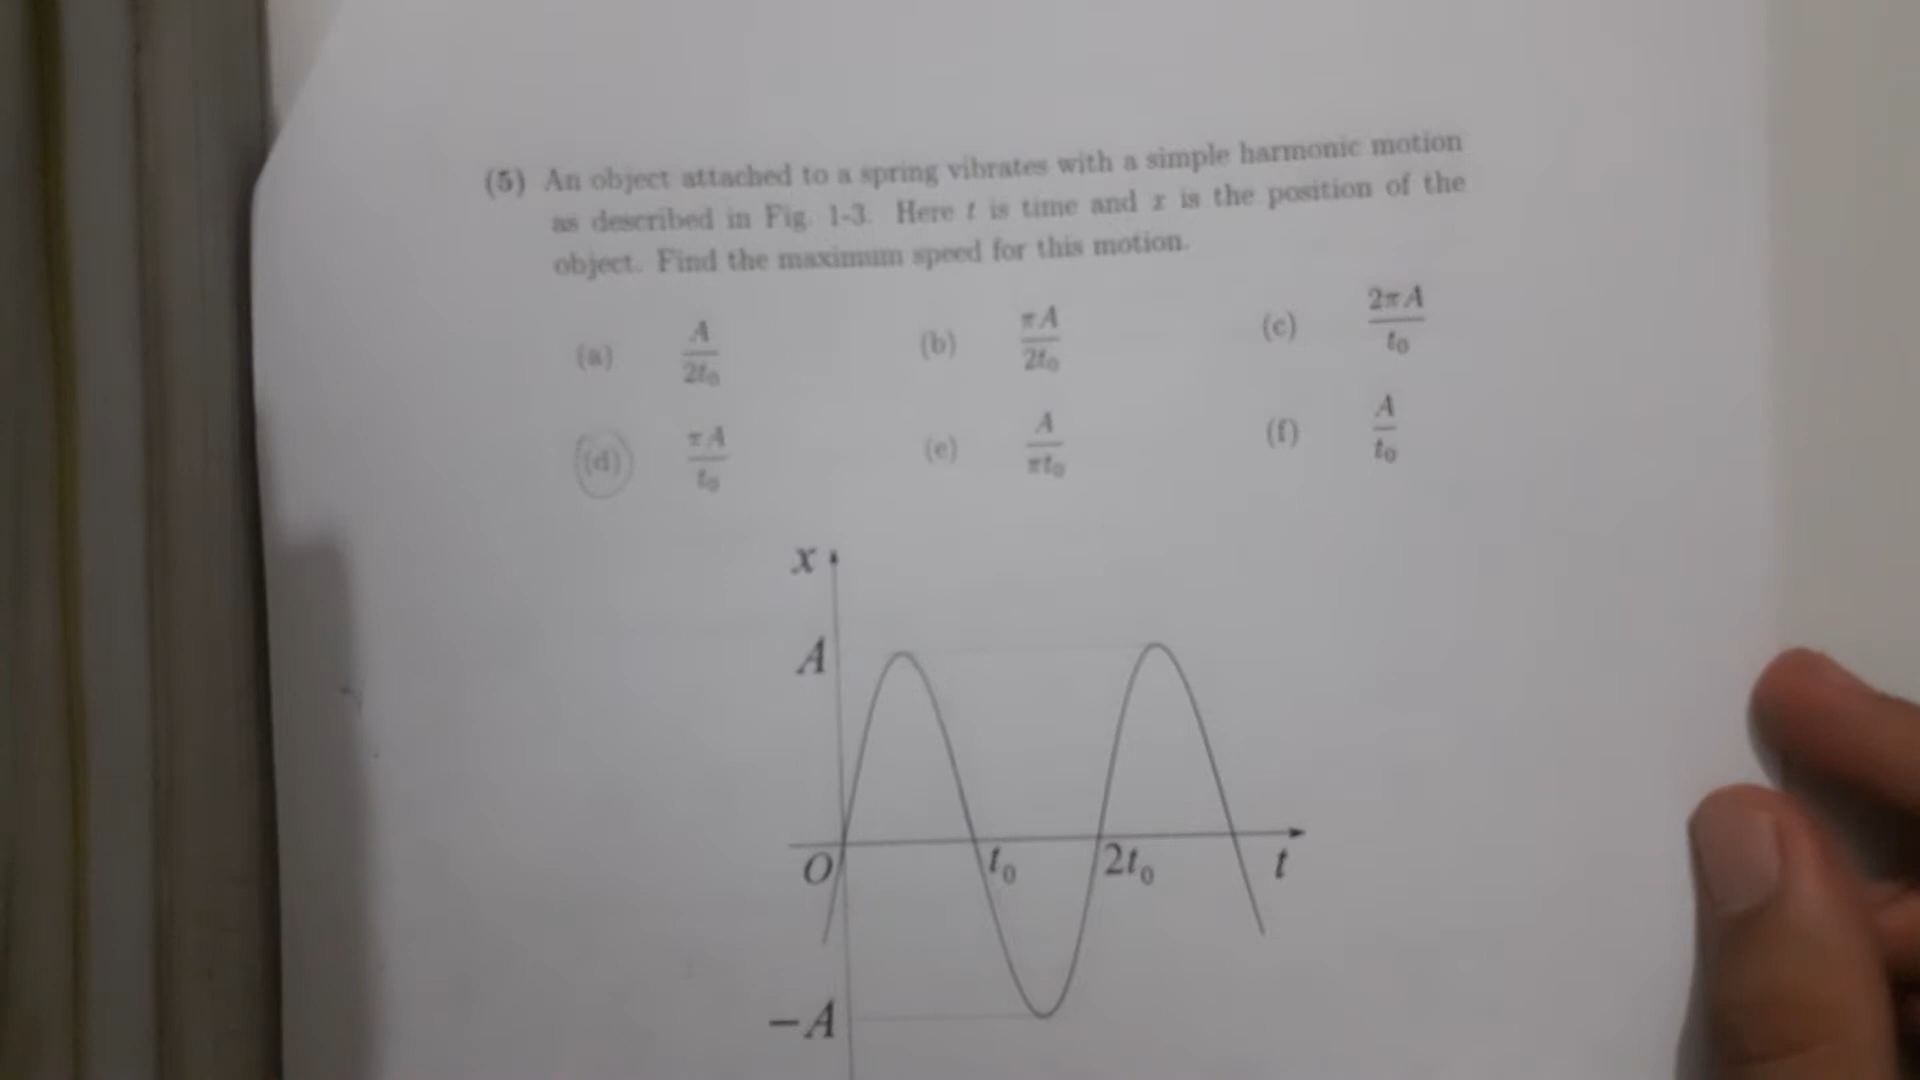 (5) An object attached to a spring vibrates with a simple harmonic motion
as described in Fig. 1-3. Here t is time and x is the position of the
object. Find the maximum speed for this motion.
(a) A/2t₀ (b) πA/2t₀ (c) 2πA/t₀
(d) πA/t₀ (e) A/πt₀ (f) A/t₀
x
A
O t₀ 2t₀ t
−A